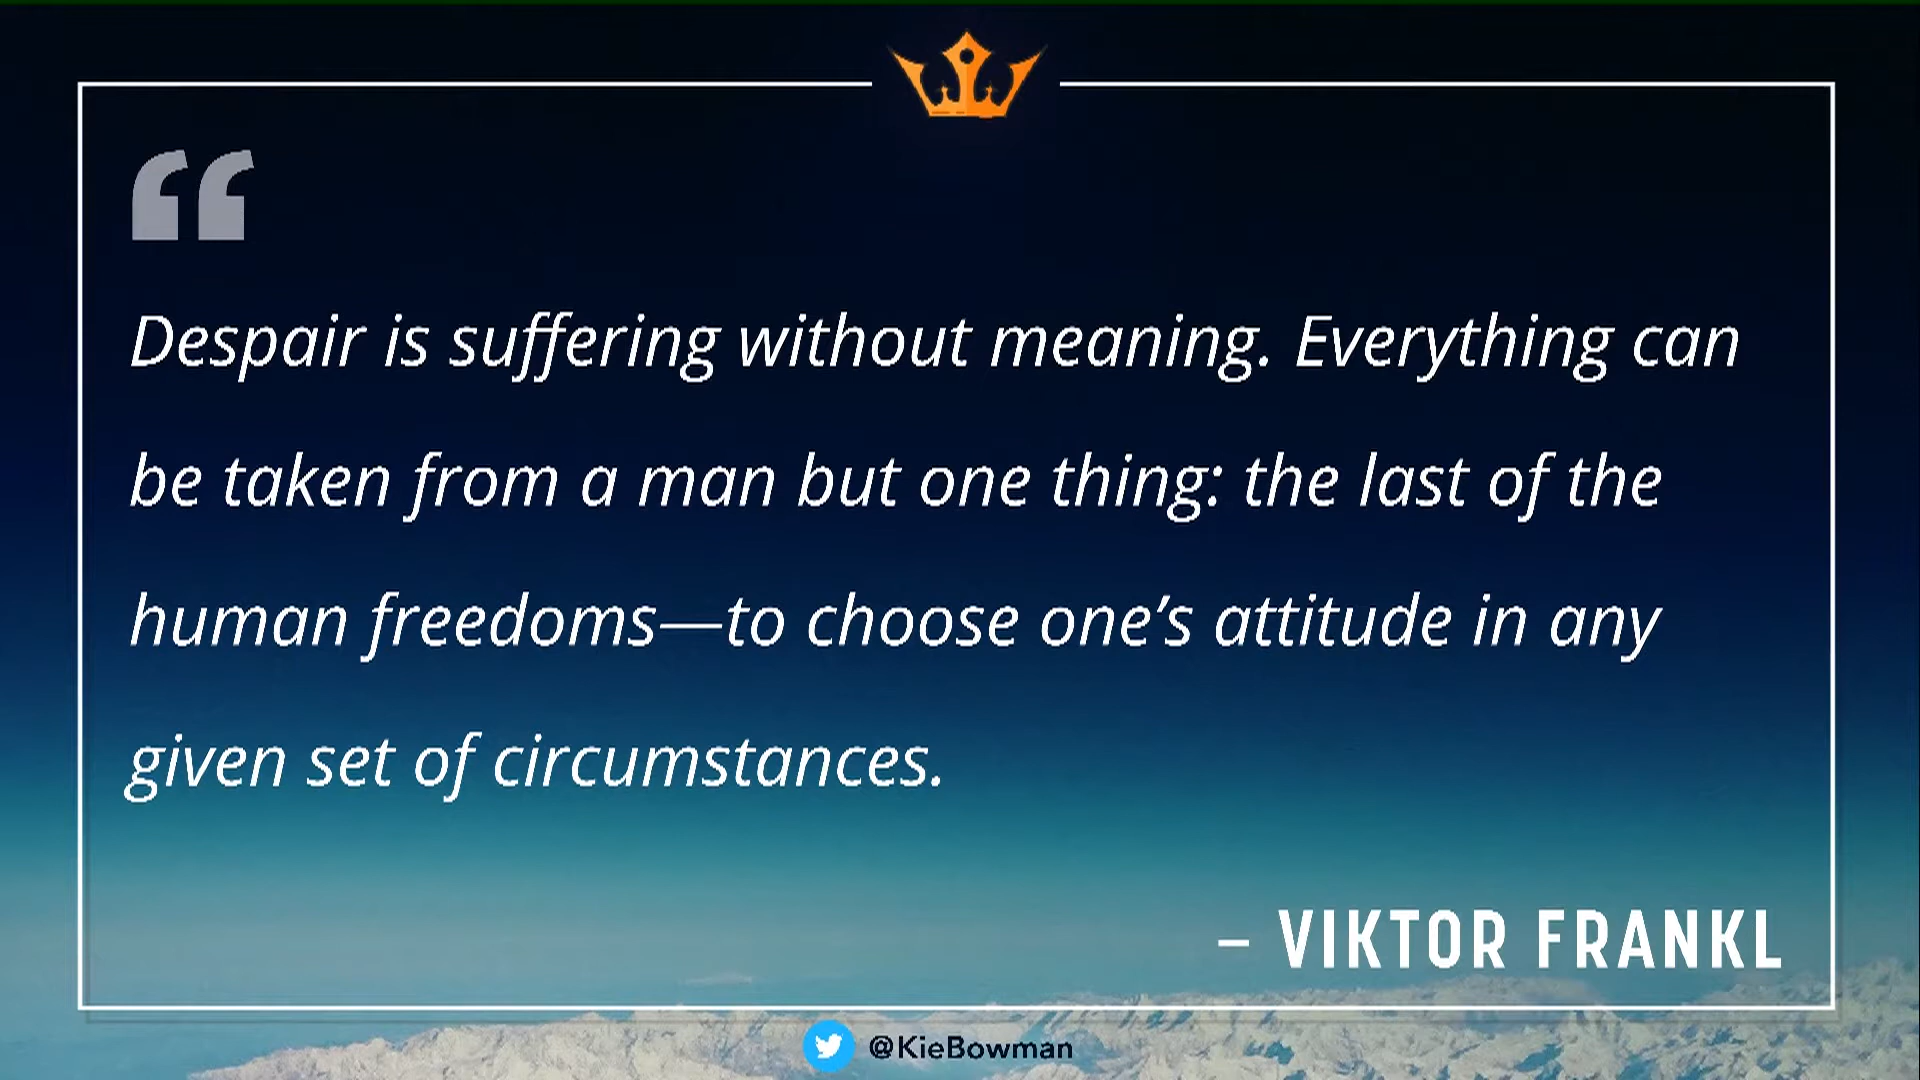 “
Despair is suffering without meaning. Everything can
be taken from a man but one thing: the last of the
human freedoms—to choose one’s attitude in any
given set of circumstances.
– VIKTOR FRANKL
@KieBowman